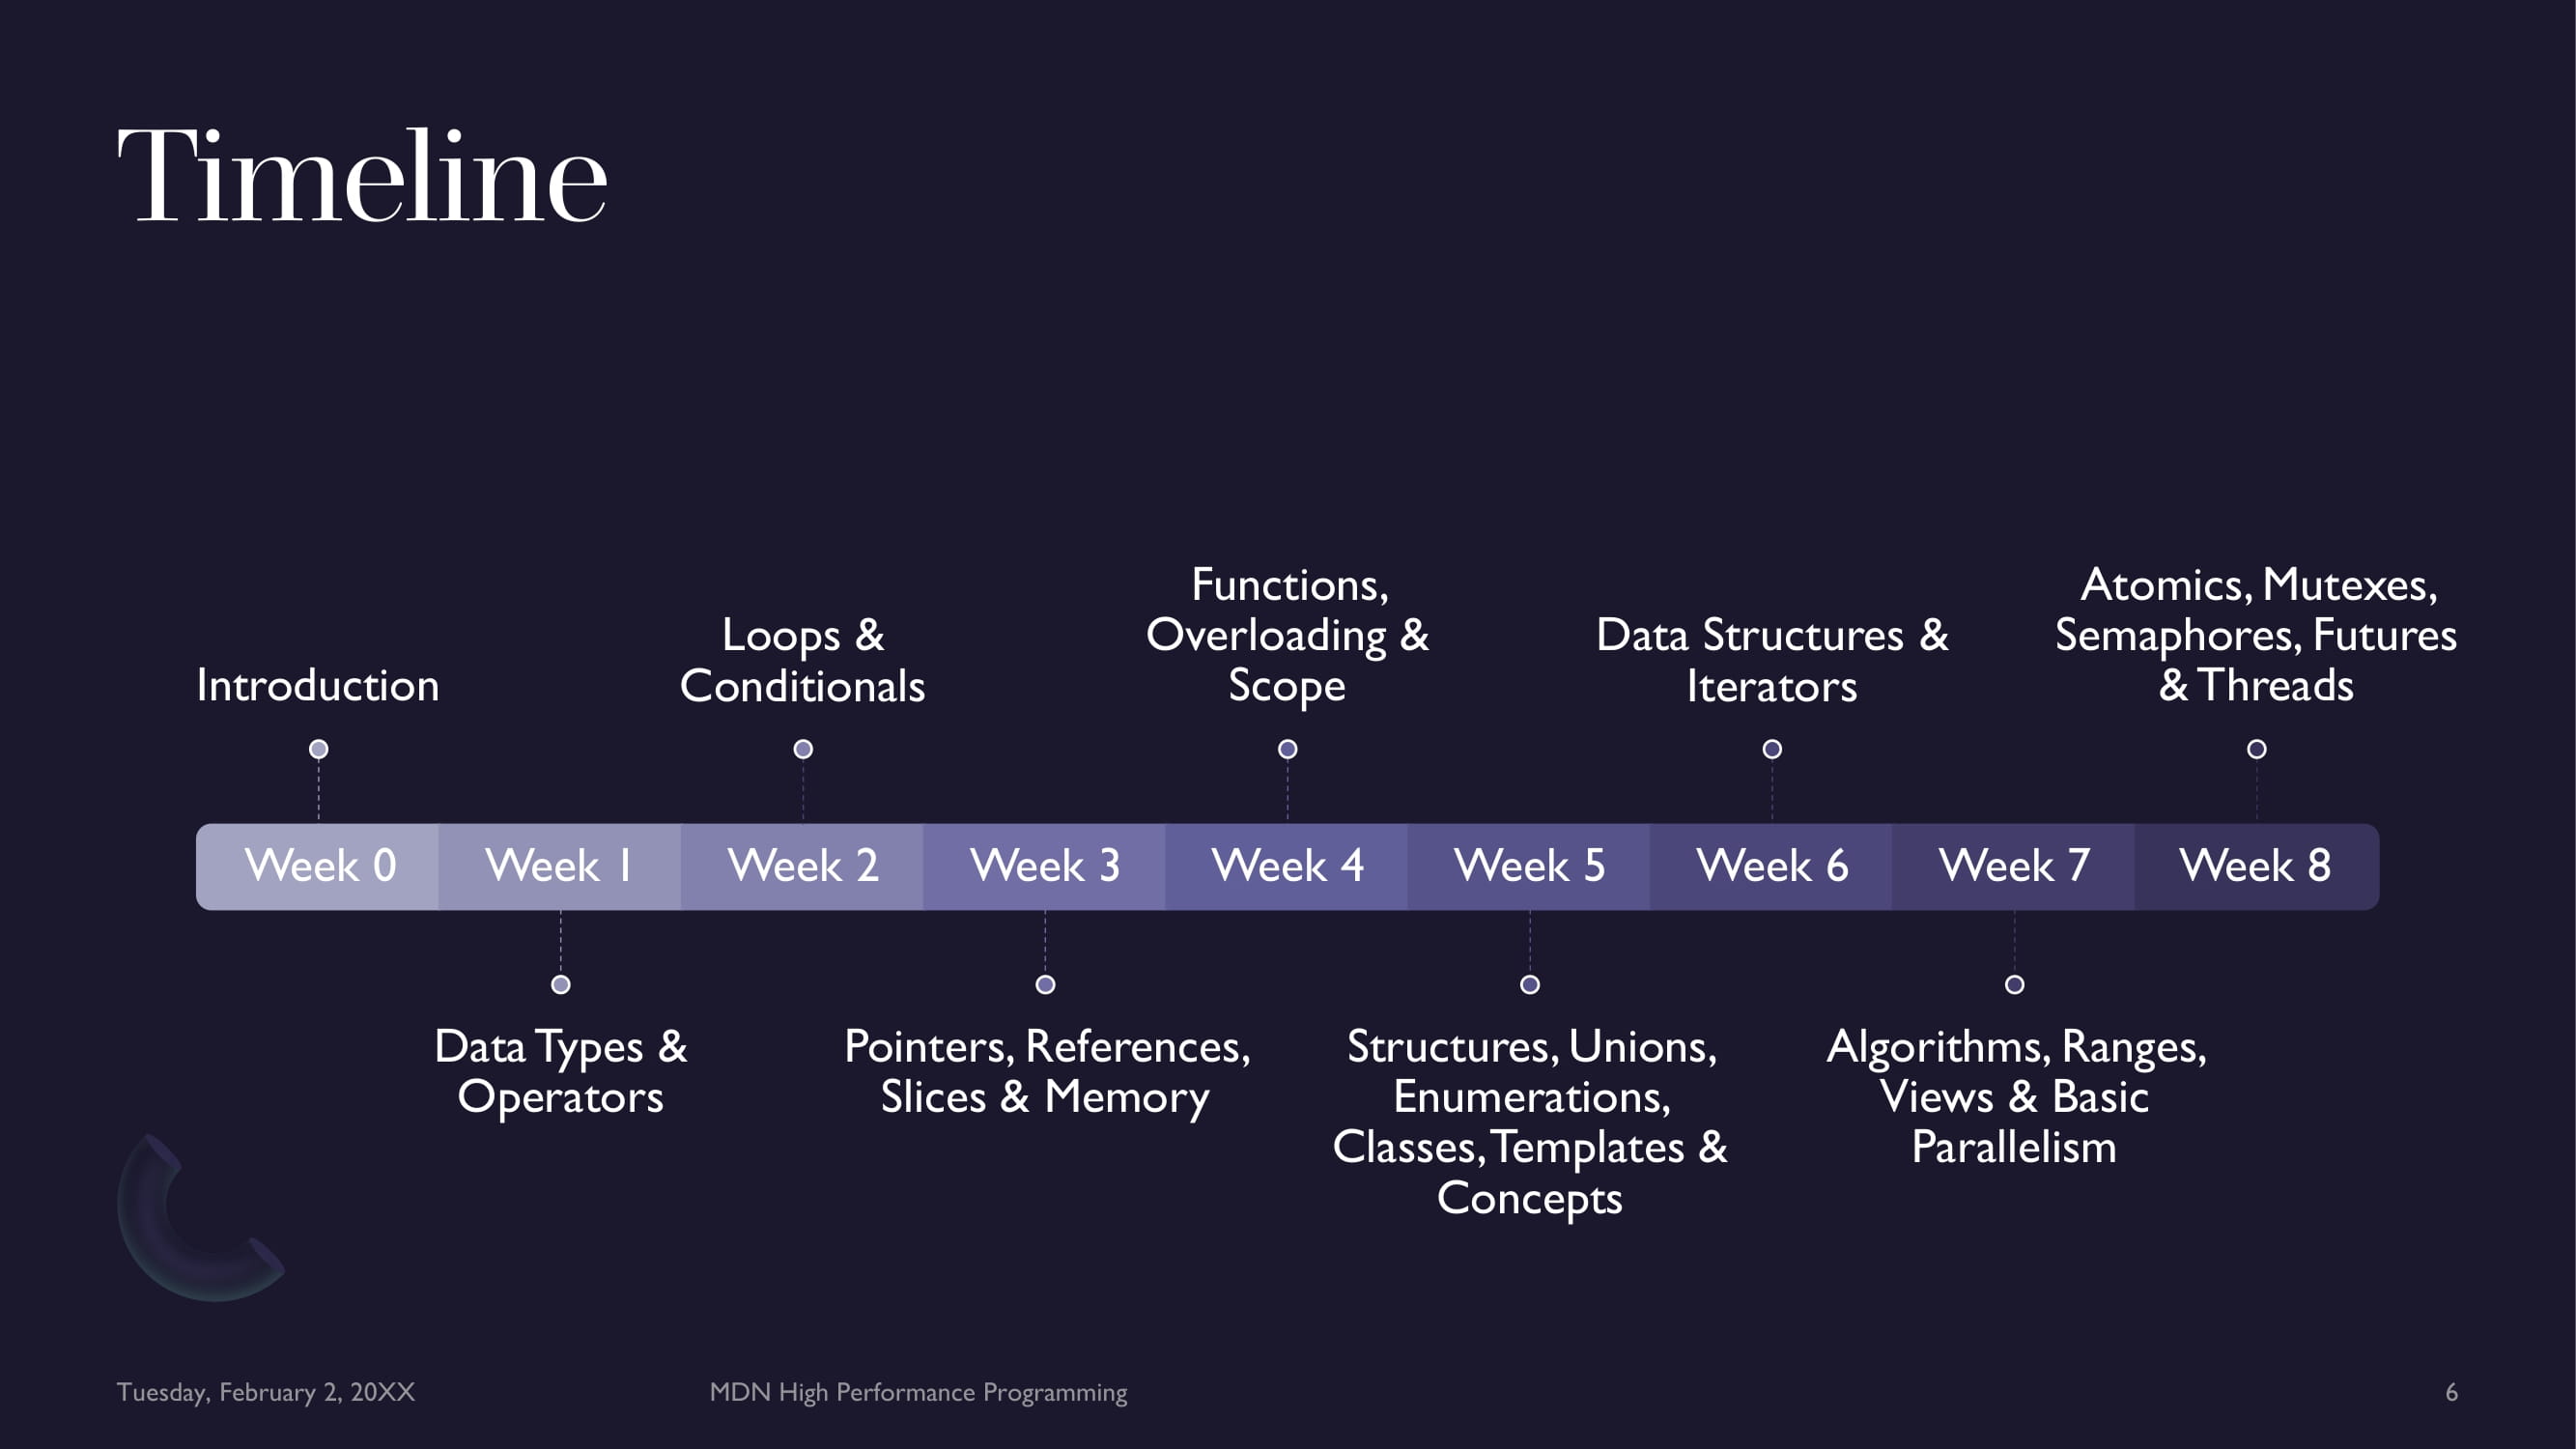 Timeline
Introduction
Loops &
Conditionals
Functions,
Overloading &
Scope
Data Structures &
Iterators
Atomics, Mutexes,
Semaphores, Futures
& Threads
Week 0
Week 1
Week 2
Week 3
Week 4
Week 5
Week 6
Week 7
Week 8
Data Types &
Operators
Pointers, References,
Slices & Memory
Structures, Unions,
Enumerations,
Classes, Templates &
Concepts
Algorithms, Ranges,
Views & Basic
Parallelism
Tuesday, February 2, 20XX
MDN High Performance Programming
6